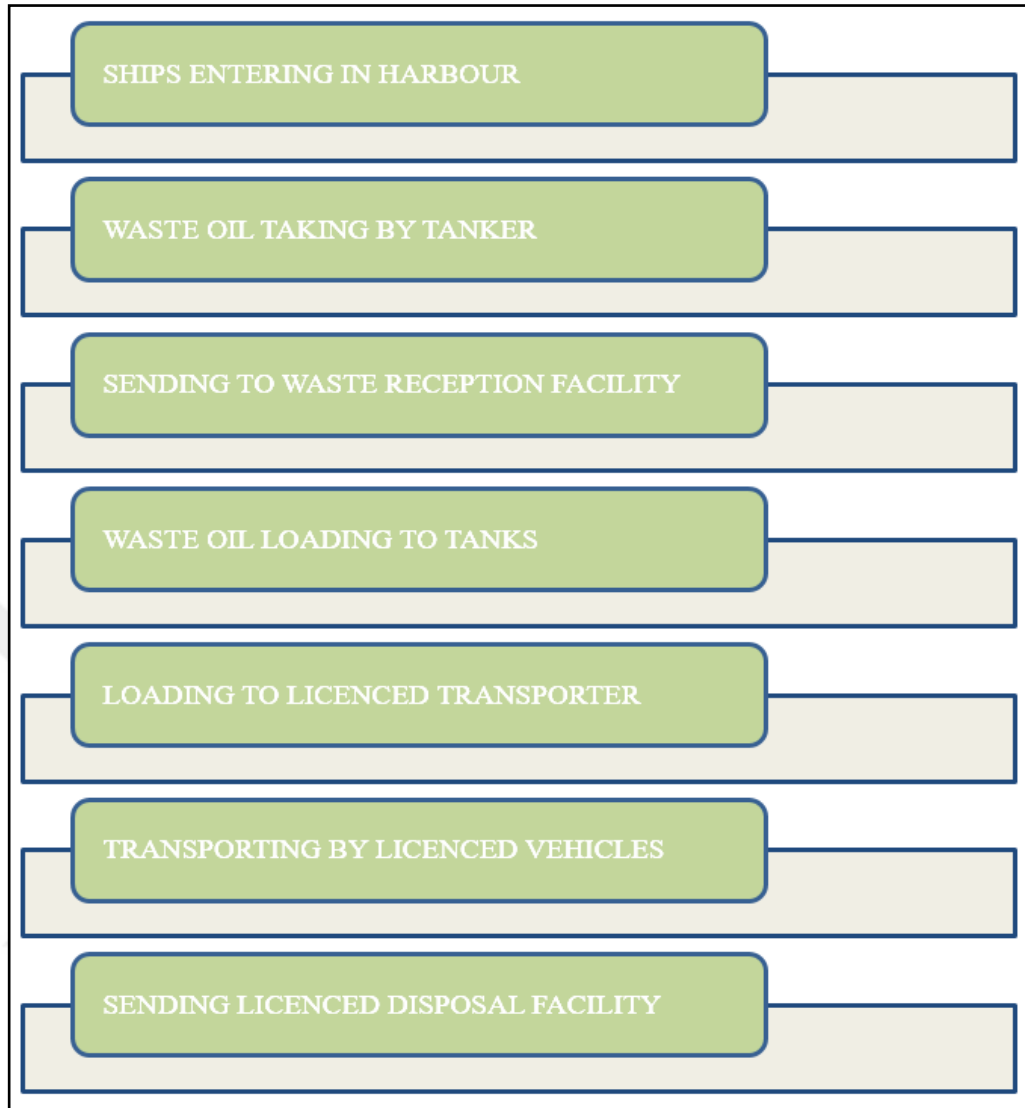 SHIPS ENTERING IN HARBOUR
WASTE OIL TAKING BY TANKER
SENDING TO WASTE RECEPTION FACILITY
WASTE OIL LOADING TO TANKS
LOADING TO LICENCED TRANSPORTER
TRANSPORTING BY LICENCED VEHICLES
SENDING LICENCED DISPOSAL FACILITY